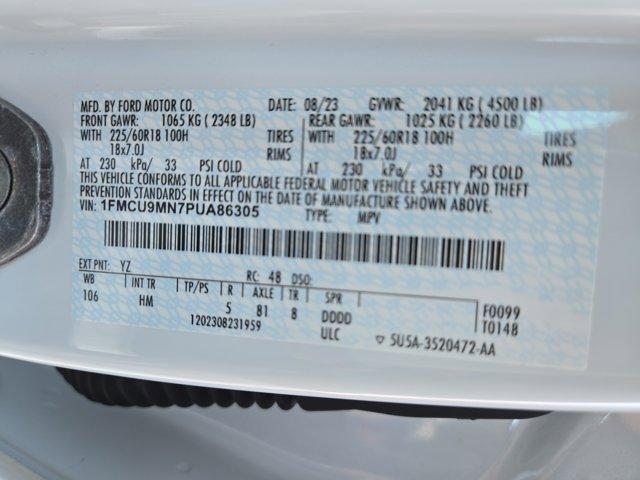 MFD. BY FORD MOTOR CO. DATE: 08/23 GVWR: 2041 KG ( 4500 LB)
FRONT GAWR: 1065 KG ( 2348 LB) REAR GAWR: 1025 KG ( 2260 LB)
WITH 225/60R18 100H TIRES WITH 225/60R18 100H TIRES
18x7.0J RIMS 18x7.0J RIMS
AT 230 kPa/ 33 PSI COLD AT 230 kPa/ 33 PSI COLD
THIS VEHICLE CONFORMS TO ALL APPLICABLE FEDERAL MOTOR VEHICLE SAFETY AND THEFT
PREVENTION STANDARDS IN EFFECT ON THE DATE OF MANUFACTURE SHOWN ABOVE.
VIN: 1FMCU9MN7PUA86305 TYPE: MPV
EXT PNT: YZ RC: 48 DSO:
WB INT TR TP/PS R AXLE TR SPR F0099
106 HM 5 81 8 DDDD T0148
1202308231959 ULC 5U5A-3520472-AA